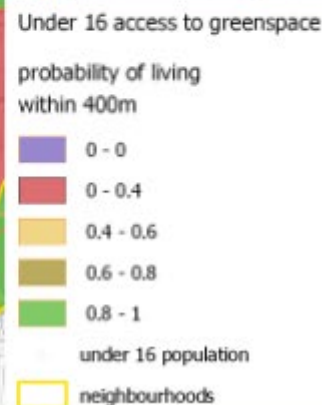 Under 16 access to greenspace
probability of living
within 400m
0 - 0
0 - 0.4
0.4 - 0.6
0.6 - 0.8
0.8 - 1
under 16 population
neighbourhoods